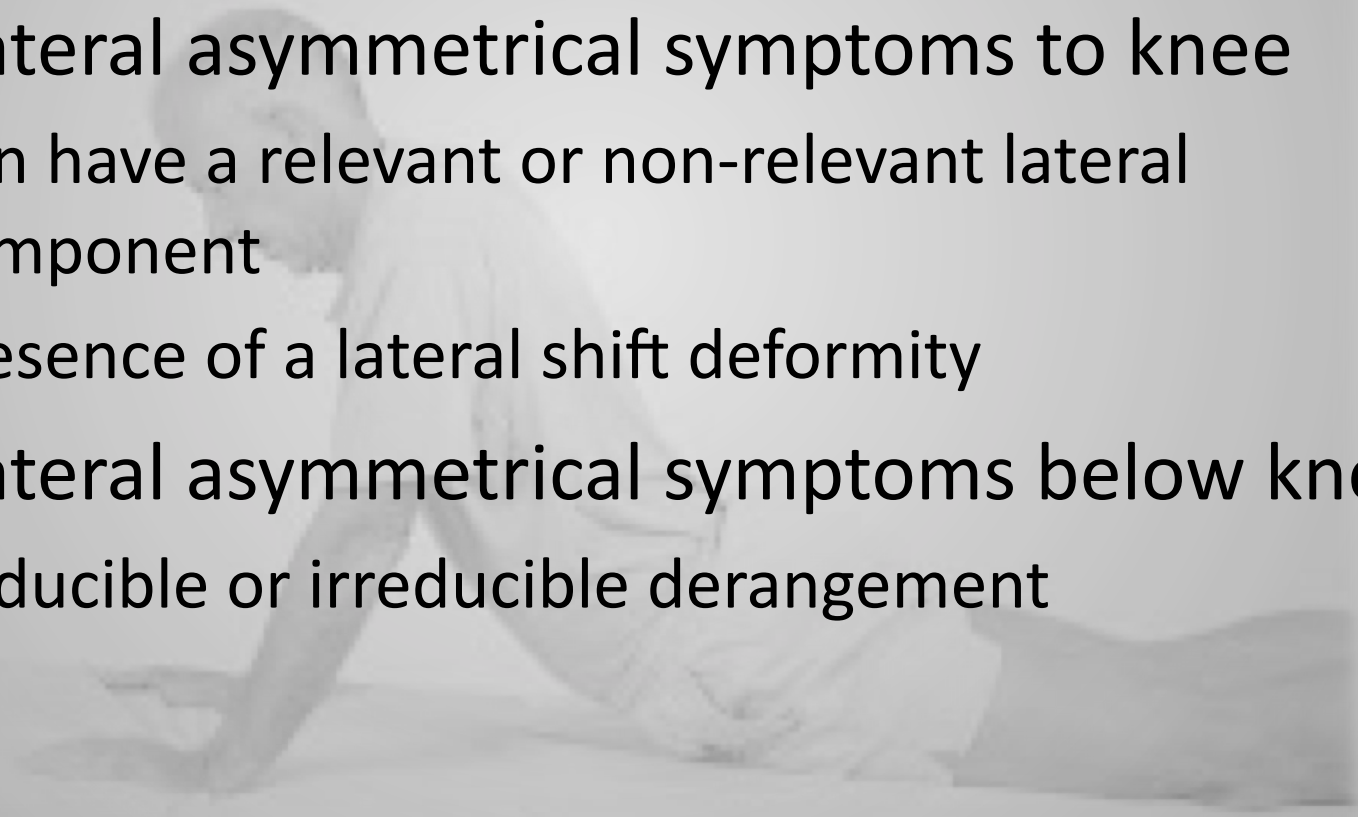 ateral asymmetrical symptoms to knee
n have a relevant or non-relevant lateral
mponent
esence of a lateral shift deformity
ateral asymmetrical symptoms below kne
ducible or irreducible derangement